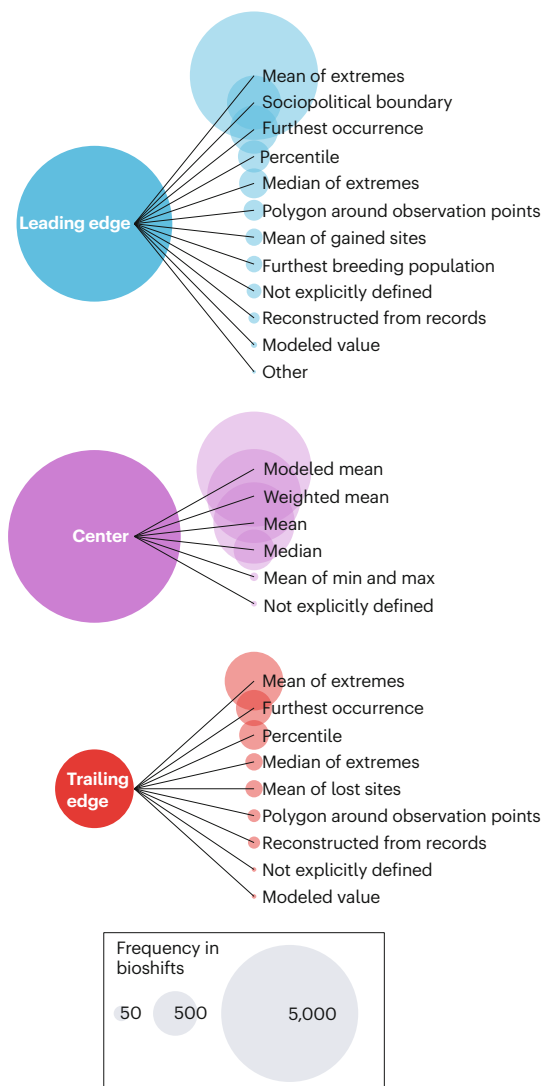 Leading edge
Mean of extremes
Sociopolitical boundary
Furthest occurrence
Percentile
Median of extremes
Polygon around observation points
Mean of gained sites
Furthest breeding population
Not explicitly defined
Reconstructed from records
Modeled value
Other
Center
Modeled mean
Weighted mean
Mean
Median
Mean of min and max
Not explicitly defined
Trailing
edge
Mean of extremes
Furthest occurrence
Percentile
Median of extremes
Mean of lost sites
Polygon around observation points
Reconstructed from records
Not explicitly defined
Modeled value
Frequency in
bioshifts
50 500 5,000